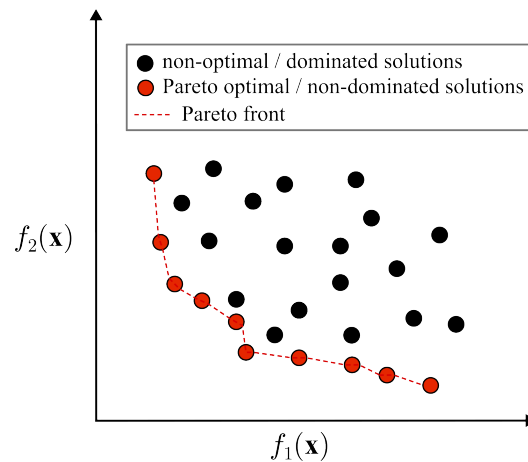 non-optimal / dominated solutions
Pareto optimal / non-dominated solutions
Pareto front
f₂(𝐱)
f₁(𝐱)